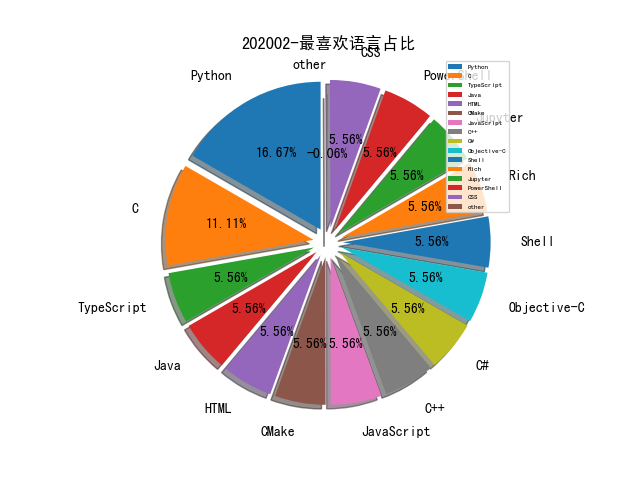 202002-最喜欢语言占比
CSS
other
Python
PowerShell
Jupyter
Rich
Shell
Objective-C
C#
C++
JavaScript
CMake
HTML
Java
TypeScript
C
16.67%
-0.06%
5.56%
5.56%
5.56%
5.56%
5.56%
5.56%
5.56%
5.56%
5.56%
5.56%
5.56%
5.56%
5.56%
11.11%
Python
C
TypeScript
Java
HTML
CMake
JavaScript
C++
C#
Objective-C
Shell
Rich
Jupyter
PowerShell
CSS
other